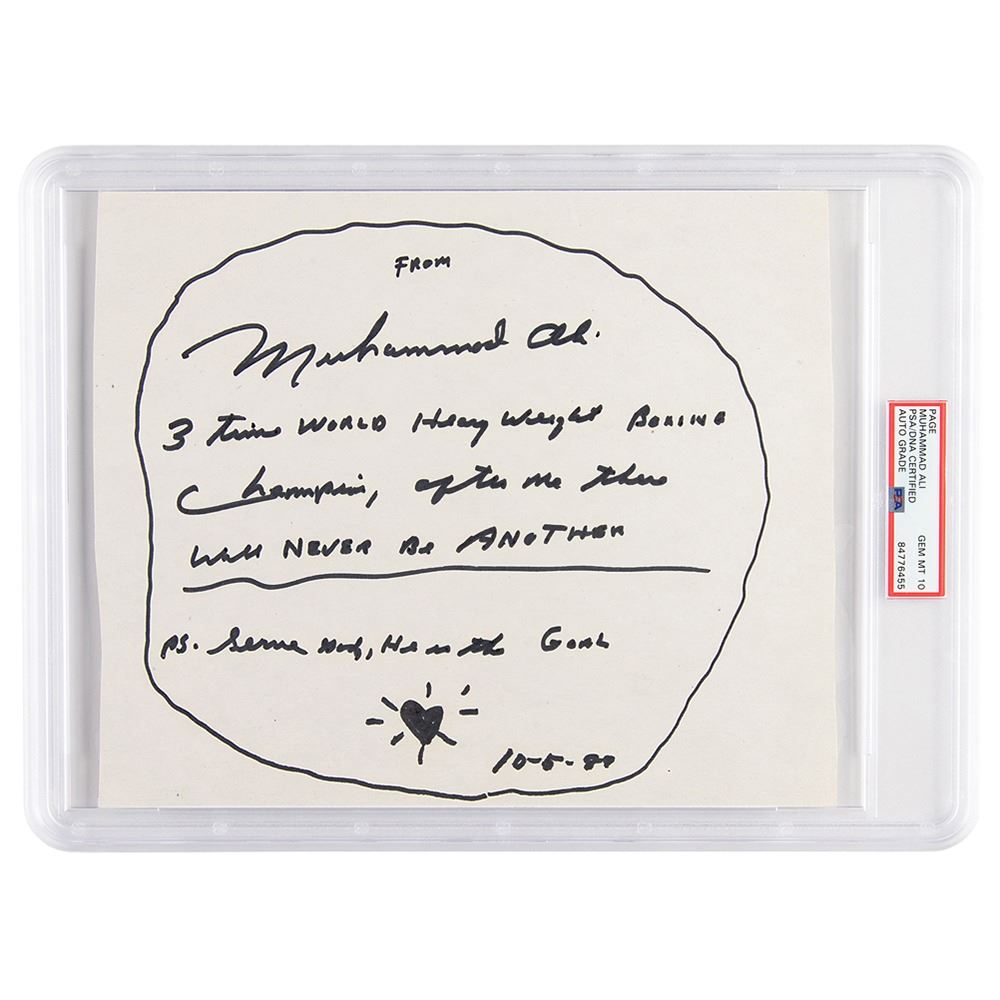 FROM
Muhammad Ali.
3 time WORLD Heavy Weight BOXING
Champion, after me there
Will NEVER Be ANOTHER
PS. Serve God, He is the GOAL
10-5-89
PAGE
MUHAMMAD ALI
PSA/DNA CERTIFIED
AUTO GRADE GEM MT 10
PSA 84776455